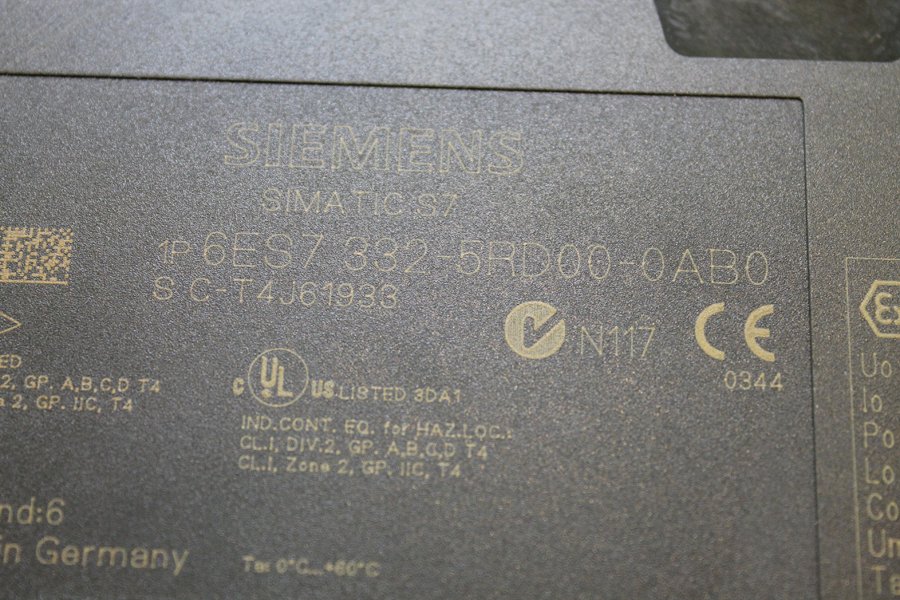 SIEMENS
SIMATIC S7
1P 6ES7 332-5RD00-0AB0
S C-T4J61933
N117
0344
ED
2, GP. A,B,C,D T4
2, GP. IIC, T4
C UL US LISTED 3DA1
IND.CONT. EQ. for HAZ.LOC.:
CL.I, DIV.2, GP. A,B,C,D T4
CL.I, Zone 2, GP. IIC, T4
nd:6
in Germany
Ta: 0°C...+60°C
Ex
Uo
Io
Po
Lo
Co
Um
Ta